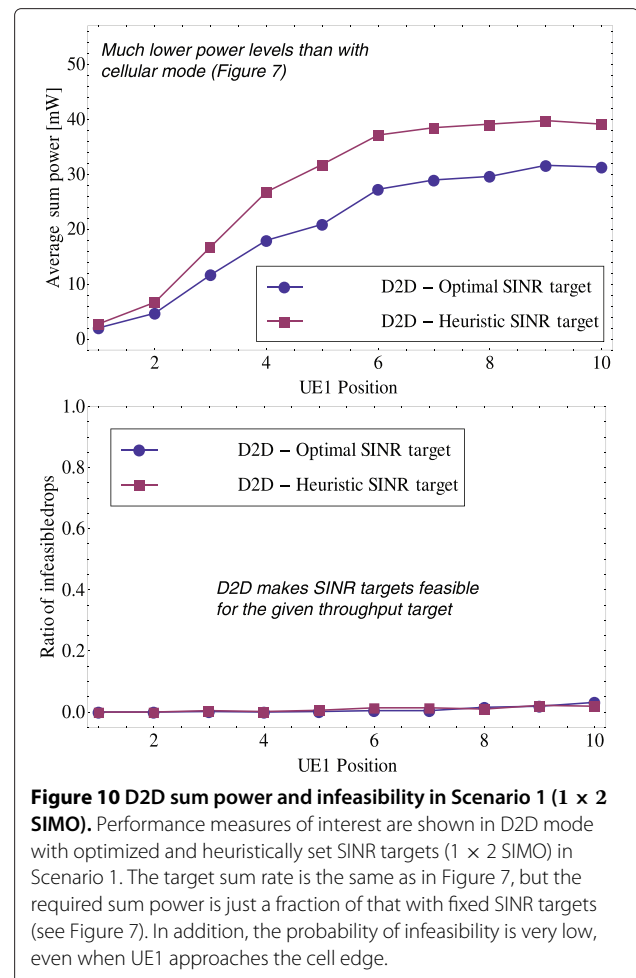 Much lower power levels than with
cellular mode (Figure 7)
Average sum power [mW]
50
40
30
20
10
0
D2D – Optimal SINR target
D2D – Heuristic SINR target
2
4
6
8
10
UE1 Position
1.0
0.8
0.6
0.4
0.2
0.0
Ratio of infeasibledrops
D2D – Optimal SINR target
D2D – Heuristic SINR target
D2D makes SINR targets feasible
for the given throughput target
2
4
6
8
10
UE1 Position
Figure 10 D2D sum power and infeasibility in Scenario 1 (1 × 2
SIMO). Performance measures of interest are shown in D2D mode
with optimized and heuristically set SINR targets (1 × 2 SIMO) in
Scenario 1. The target sum rate is the same as in Figure 7, but the
required sum power is just a fraction of that with fixed SINR targets
(see Figure 7). In addition, the probability of infeasibility is very low,
even when UE1 approaches the cell edge.